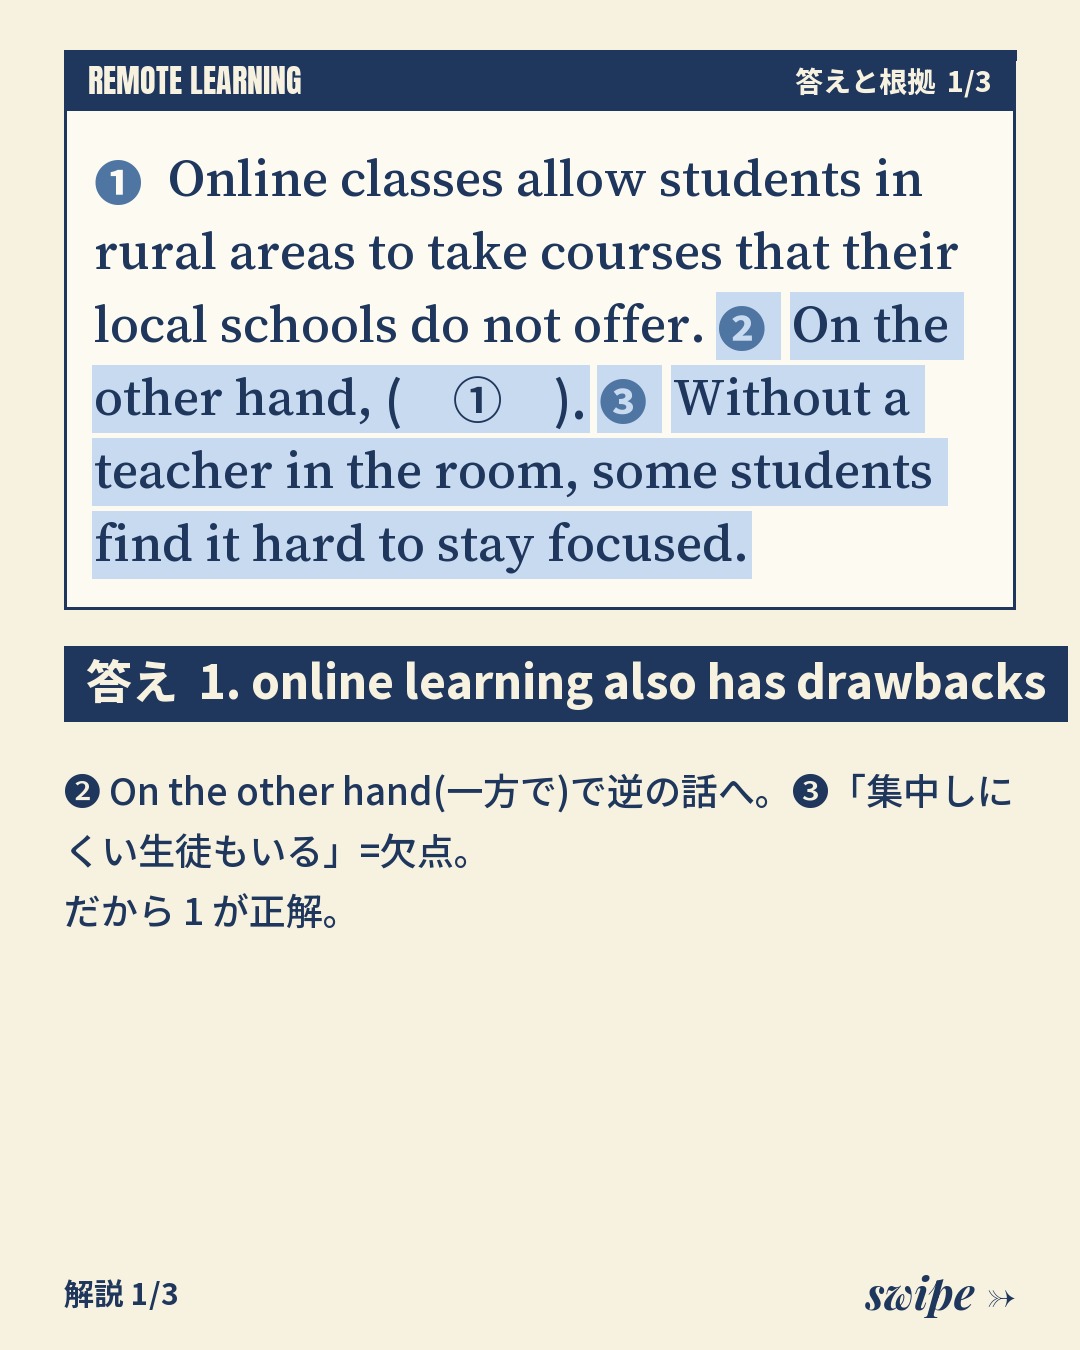 REMOTE LEARNING
答えと根拠 1/3
❶ Online classes allow students in
rural areas to take courses that their
local schools do not offer. ❷ On the
other hand, ( ① ). ❸ Without a
teacher in the room, some students
find it hard to stay focused.
答え 1. online learning also has drawbacks
❷ On the other hand(一方で)で逆の話へ。❸「集中しに
くい生徒もいる」=欠点。
だから 1 が正解。
解説 1/3
swipe ➳